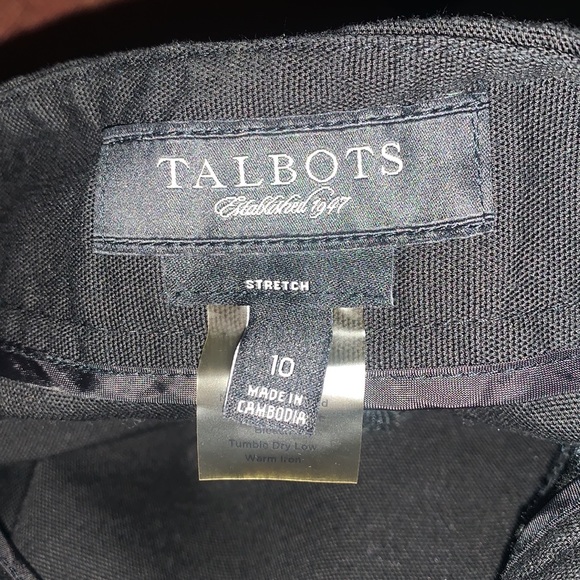 TALBOTS
Established 1947
STRETCH
10
MADE IN
CAMBODIA
Tumble Dry Low
Warm Iron